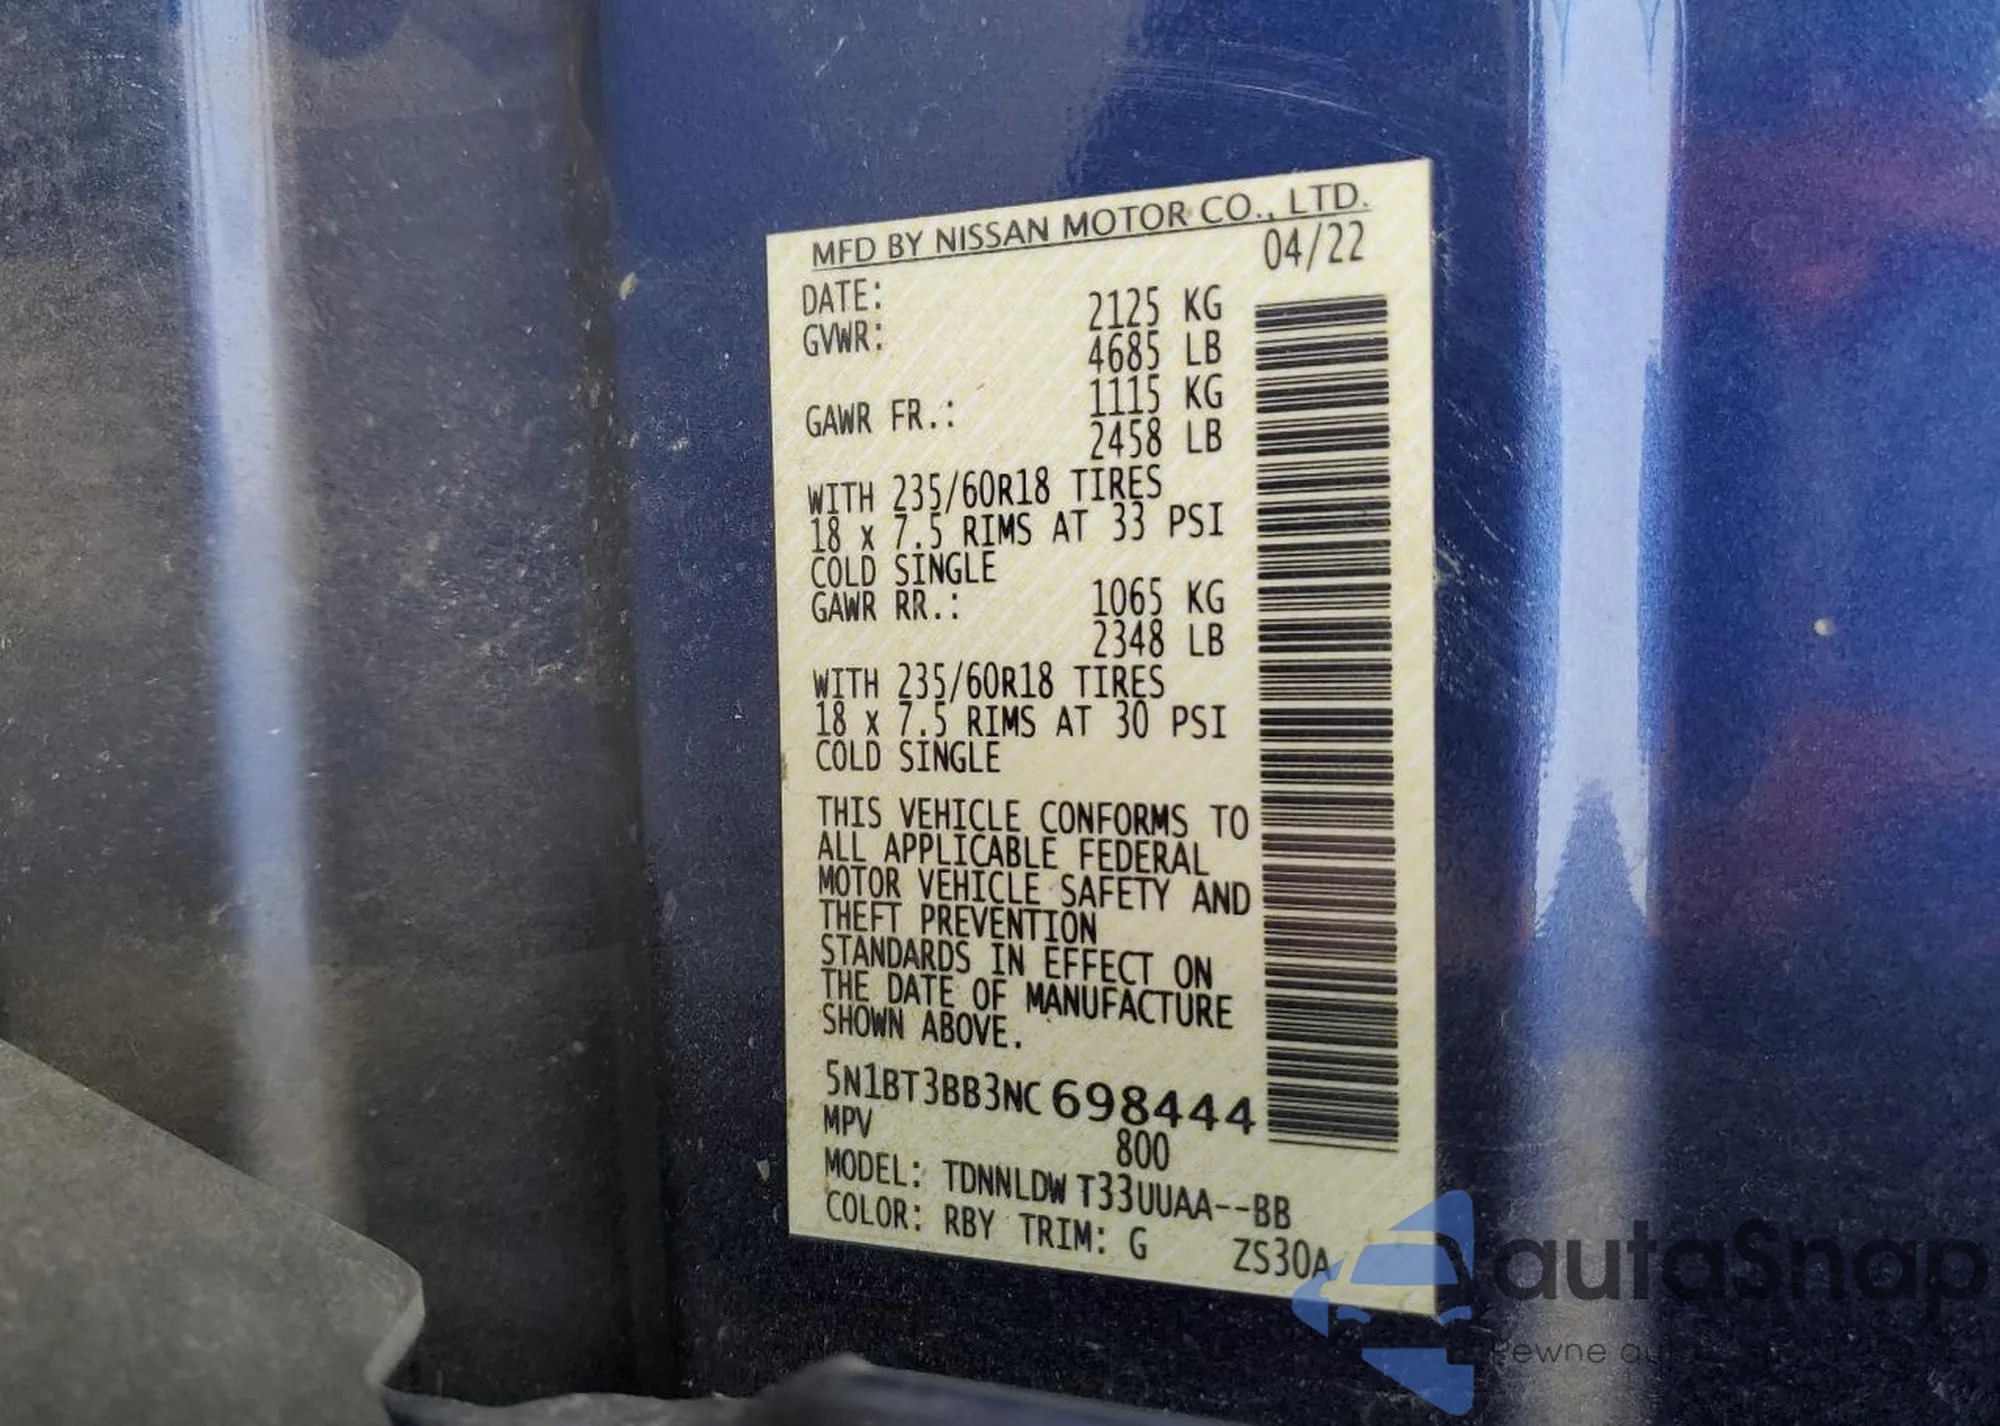 MFD BY NISSAN MOTOR CO., LTD.
DATE: 04/22
GVWR: 2125 KG
4685 LB
GAWR FR.: 1115 KG
2458 LB
WITH 235/60R18 TIRES
18 x 7.5 RIMS AT 33 PSI
COLD SINGLE
GAWR RR.: 1065 KG
2348 LB
WITH 235/60R18 TIRES
18 x 7.5 RIMS AT 30 PSI
COLD SINGLE
THIS VEHICLE CONFORMS TO
ALL APPLICABLE FEDERAL
MOTOR VEHICLE SAFETY AND
THEFT PREVENTION
STANDARDS IN EFFECT ON
THE DATE OF MANUFACTURE
SHOWN ABOVE.
5N1BT3BB3NC698444
MPV 800
MODEL: TDNNLDW T33UUAA--BB
COLOR: RBY TRIM: G ZS30A
autaSnap
Pewne